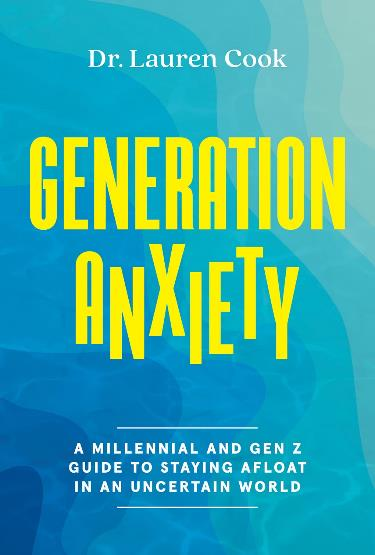 Dr. Lauren Cook
GENERATION
ANXIETY
A MILLENNIAL AND GEN Z
GUIDE TO STAYING AFLOAT
IN AN UNCERTAIN WORLD